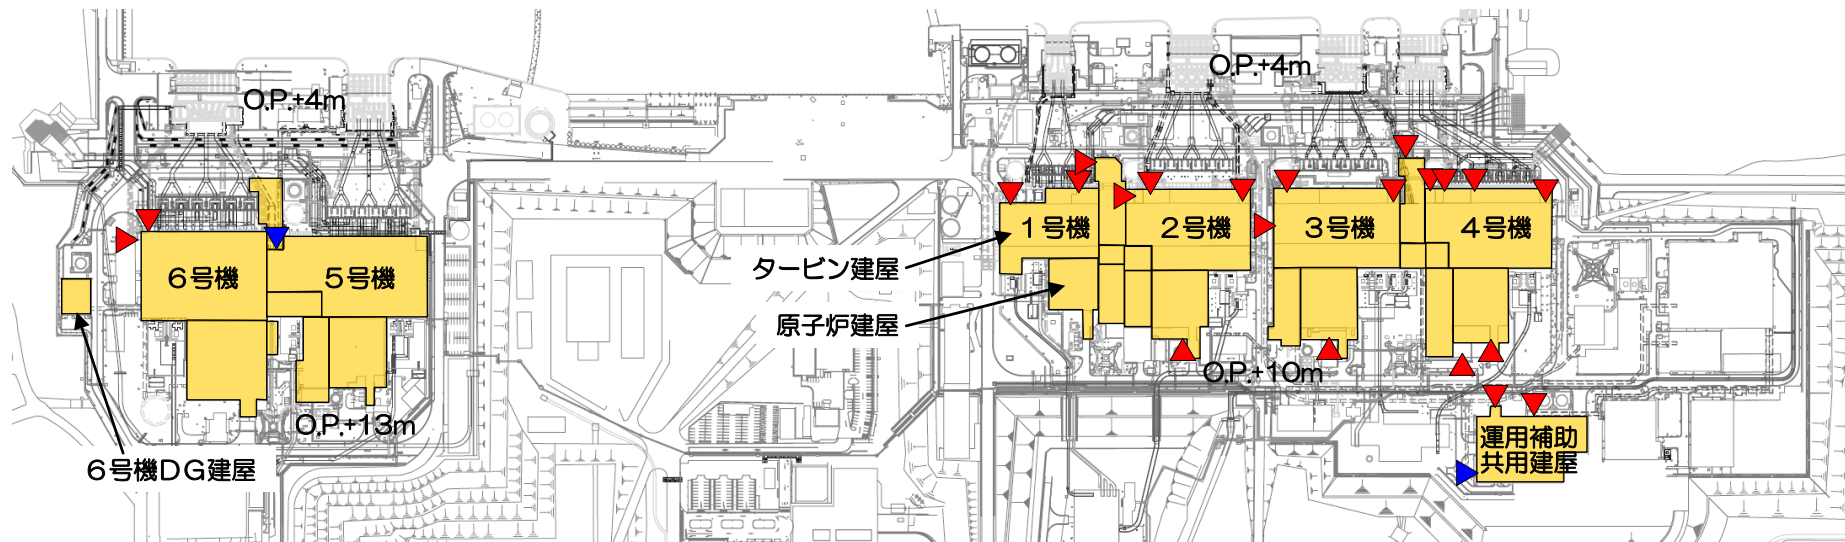 O.P.+4m
O.P.+4m
1号機
2号機
3号機
4号機
タービン建屋
6号機
5号機
原子炉建屋
O.P.+10m
O.P.+13m
運用補助
共用建屋
6号機DG建屋